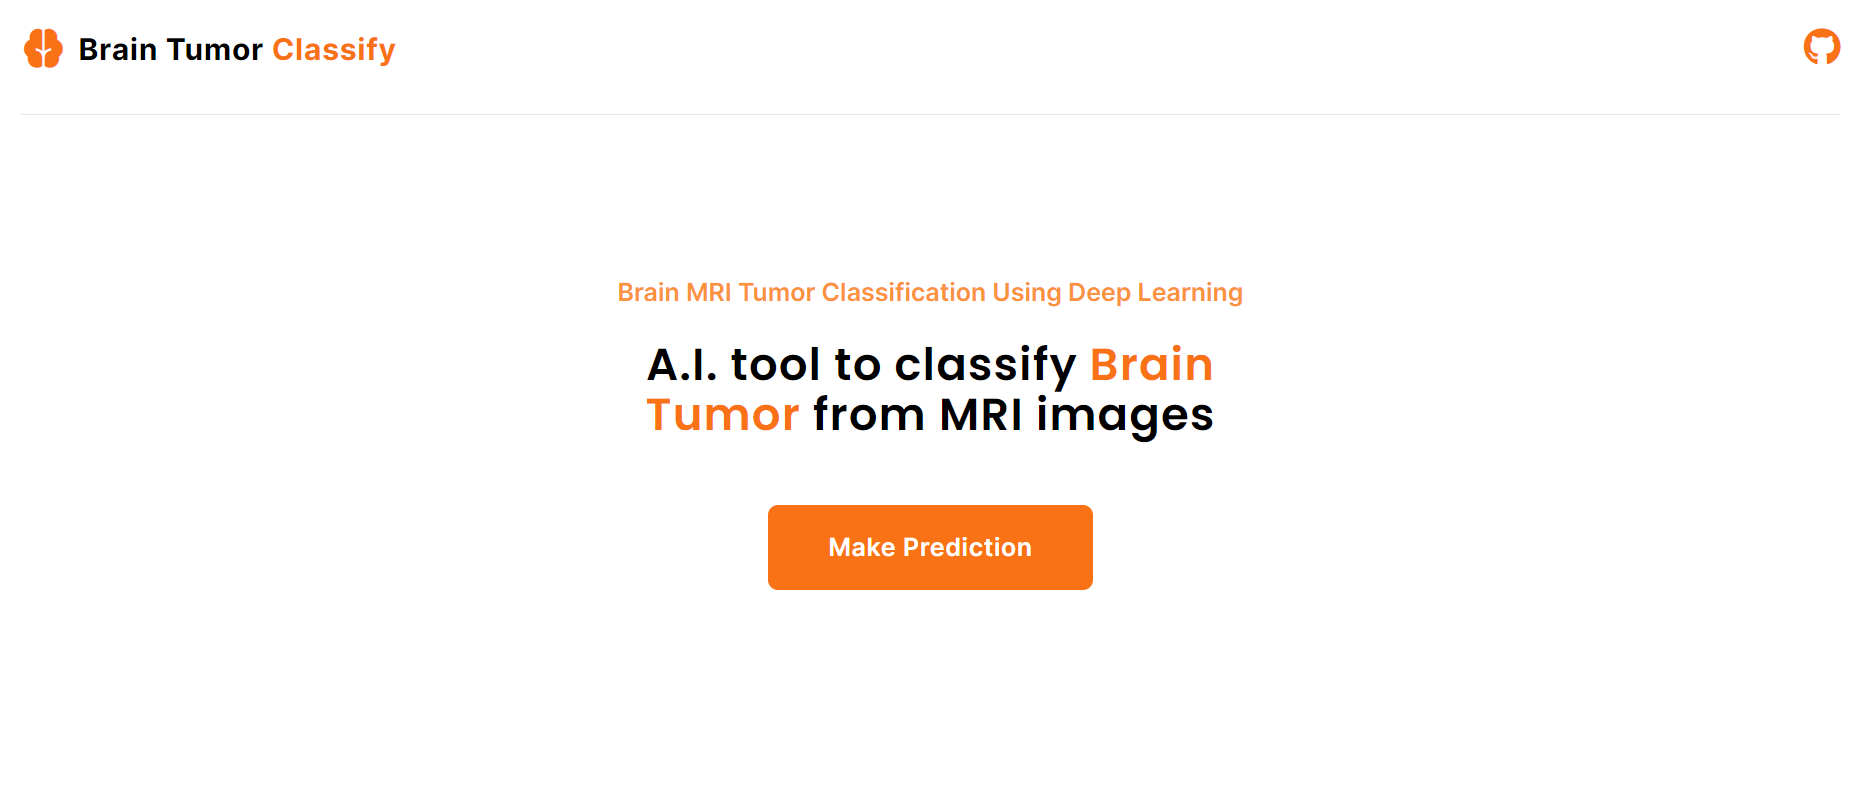 Brain Tumor Classify
Brain MRI Tumor Classification Using Deep Learning
A.I. tool to classify Brain
Tumor from MRI images
Make Prediction